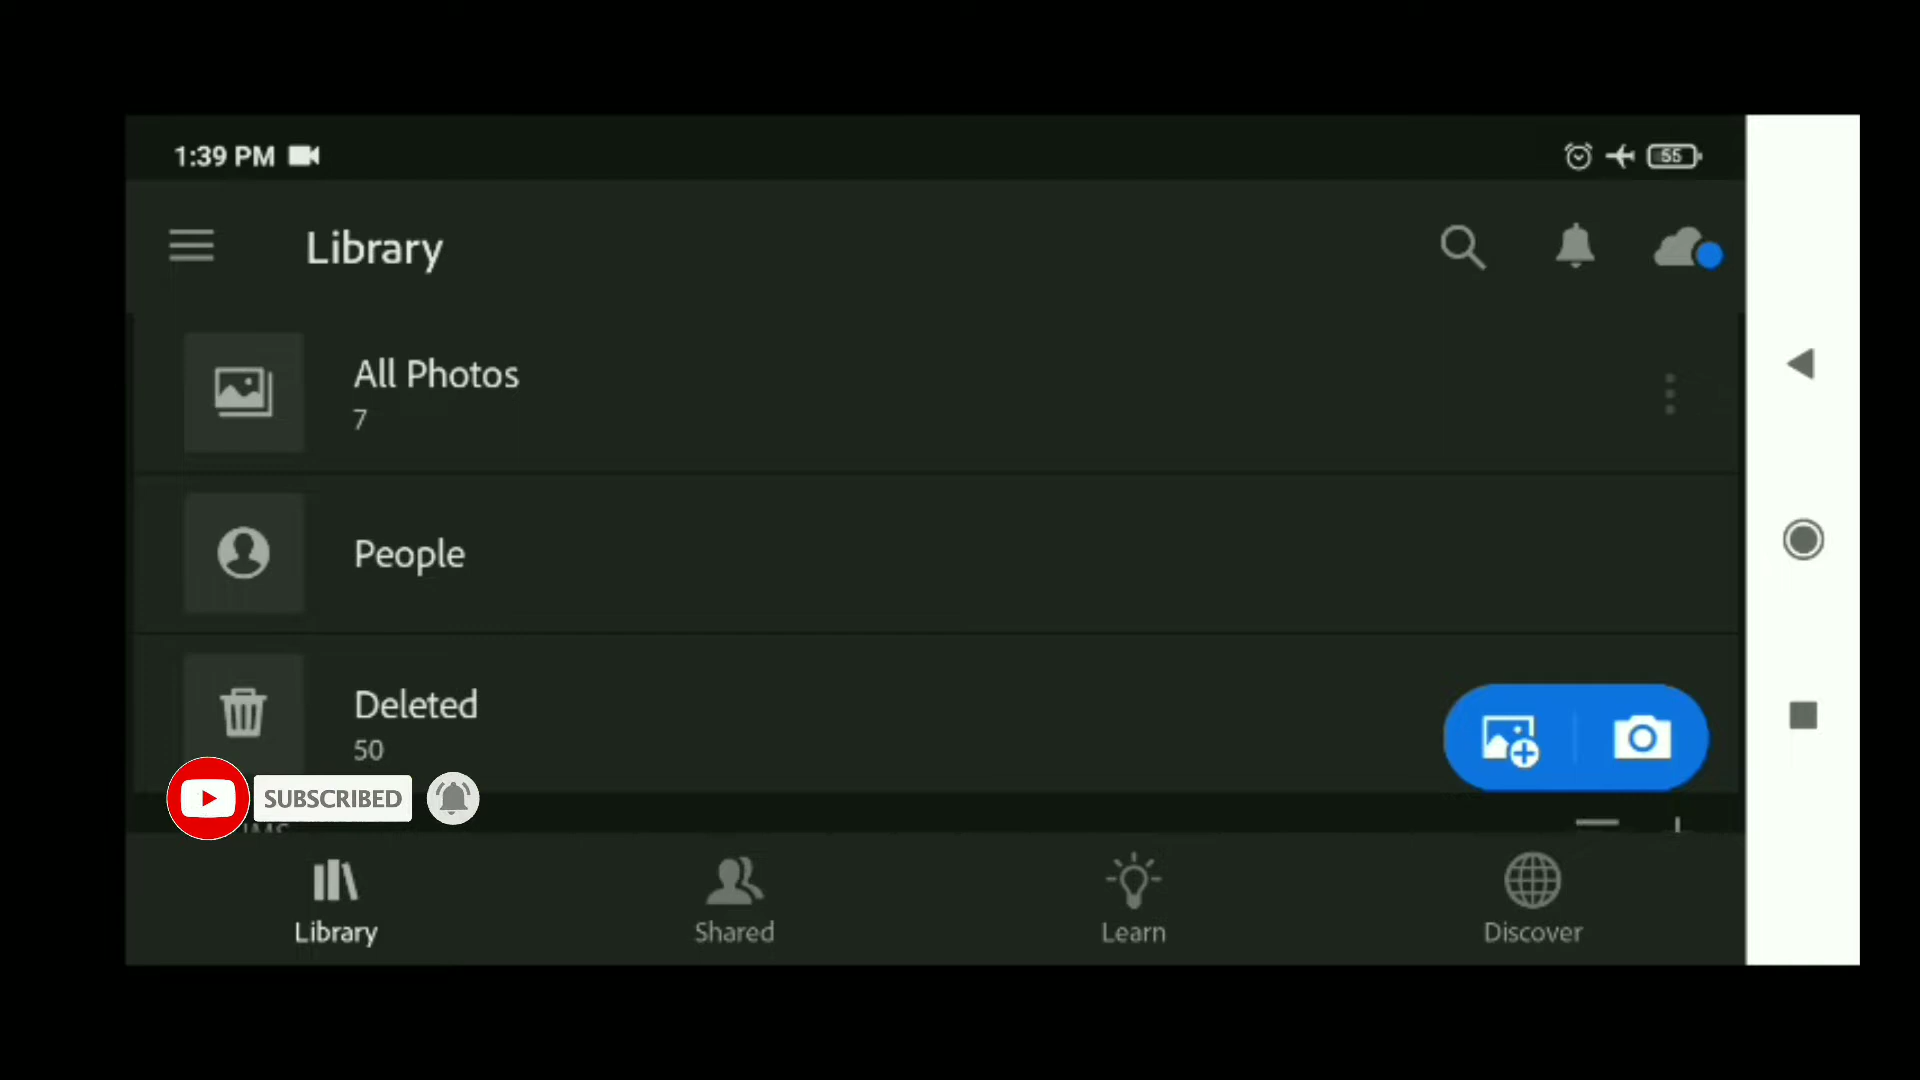 1:39 PM
55
Library
All Photos
7
People
Deleted
50
SUBSCRIBED
Library
Shared
Learn
Discover